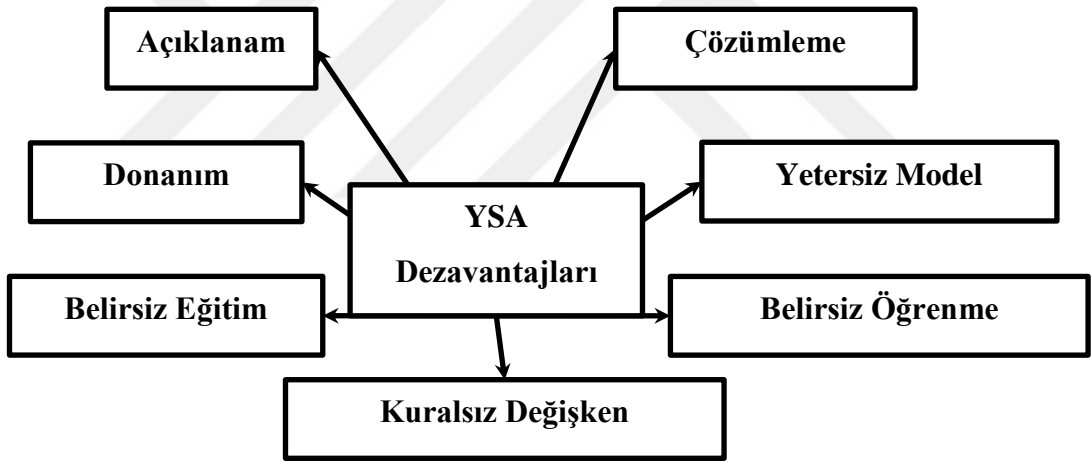 Açıklanam
Çözümleme
Donanım
Yetersiz Model
YSA
Dezavantajları
Belirsiz Eğitim
Belirsiz Öğrenme
Kuralsız Değişken